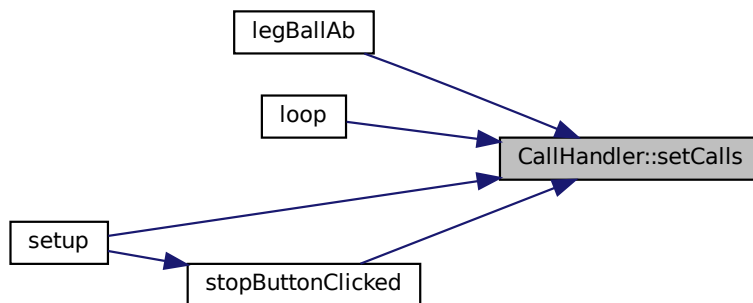 legBallAb
loop
CallHandler::setCalls
setup
stopButtonClicked